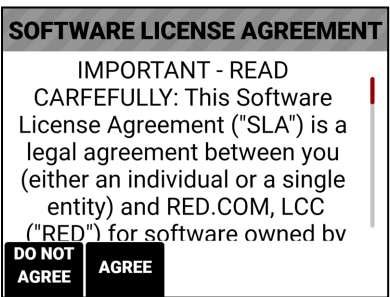 SOFTWARE LICENSE AGREEMENT
IMPORTANT - READ
CARFEFULLY: This Software
License Agreement ("SLA") is a
legal agreement between you
(either an individual or a single
entity) and RED.COM, LCC
("RED") for software owned by
DO NOT
AGREE
AGREE